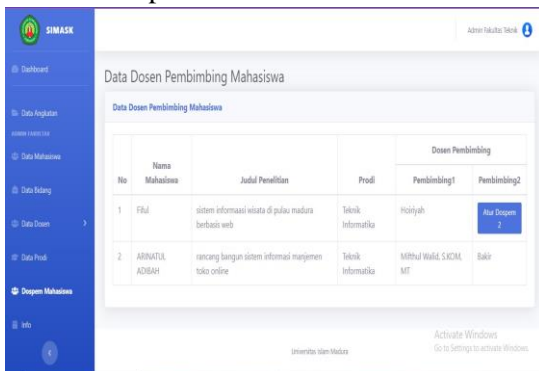 SIMASK
Admin Fakultas Teknik
Dashboard
Data Dosen Pembimbing Mahasiswa
Data Angkatan
Data Dosen Pembimbing Mahasiswa
ADMIN FAKULTAS
Data Mahasiswa
Data Bidang
Data Dosen
Data Prodi
Dospem Mahasiswa
Info
Dosen Pembimbing
No
Nama
Mahasiswa
Judul Penelitian
Prodi
Pembimbing1
Pembimbing2
1
Fiful
sistem informaasi wisata di pulau madura
berbasis web
Teknik
Informatika
Hoiriyah
Atur Dospem
2
2
ARINATUL
ADIBAH
rancang bangun sistem informasi manjemen
toko online
Teknik
Informatika
Mifthul Walid, S.KOM,
MT
Bakir
Activate Windows
Go to Settings to activate Windows.
Universitas Islam Madura